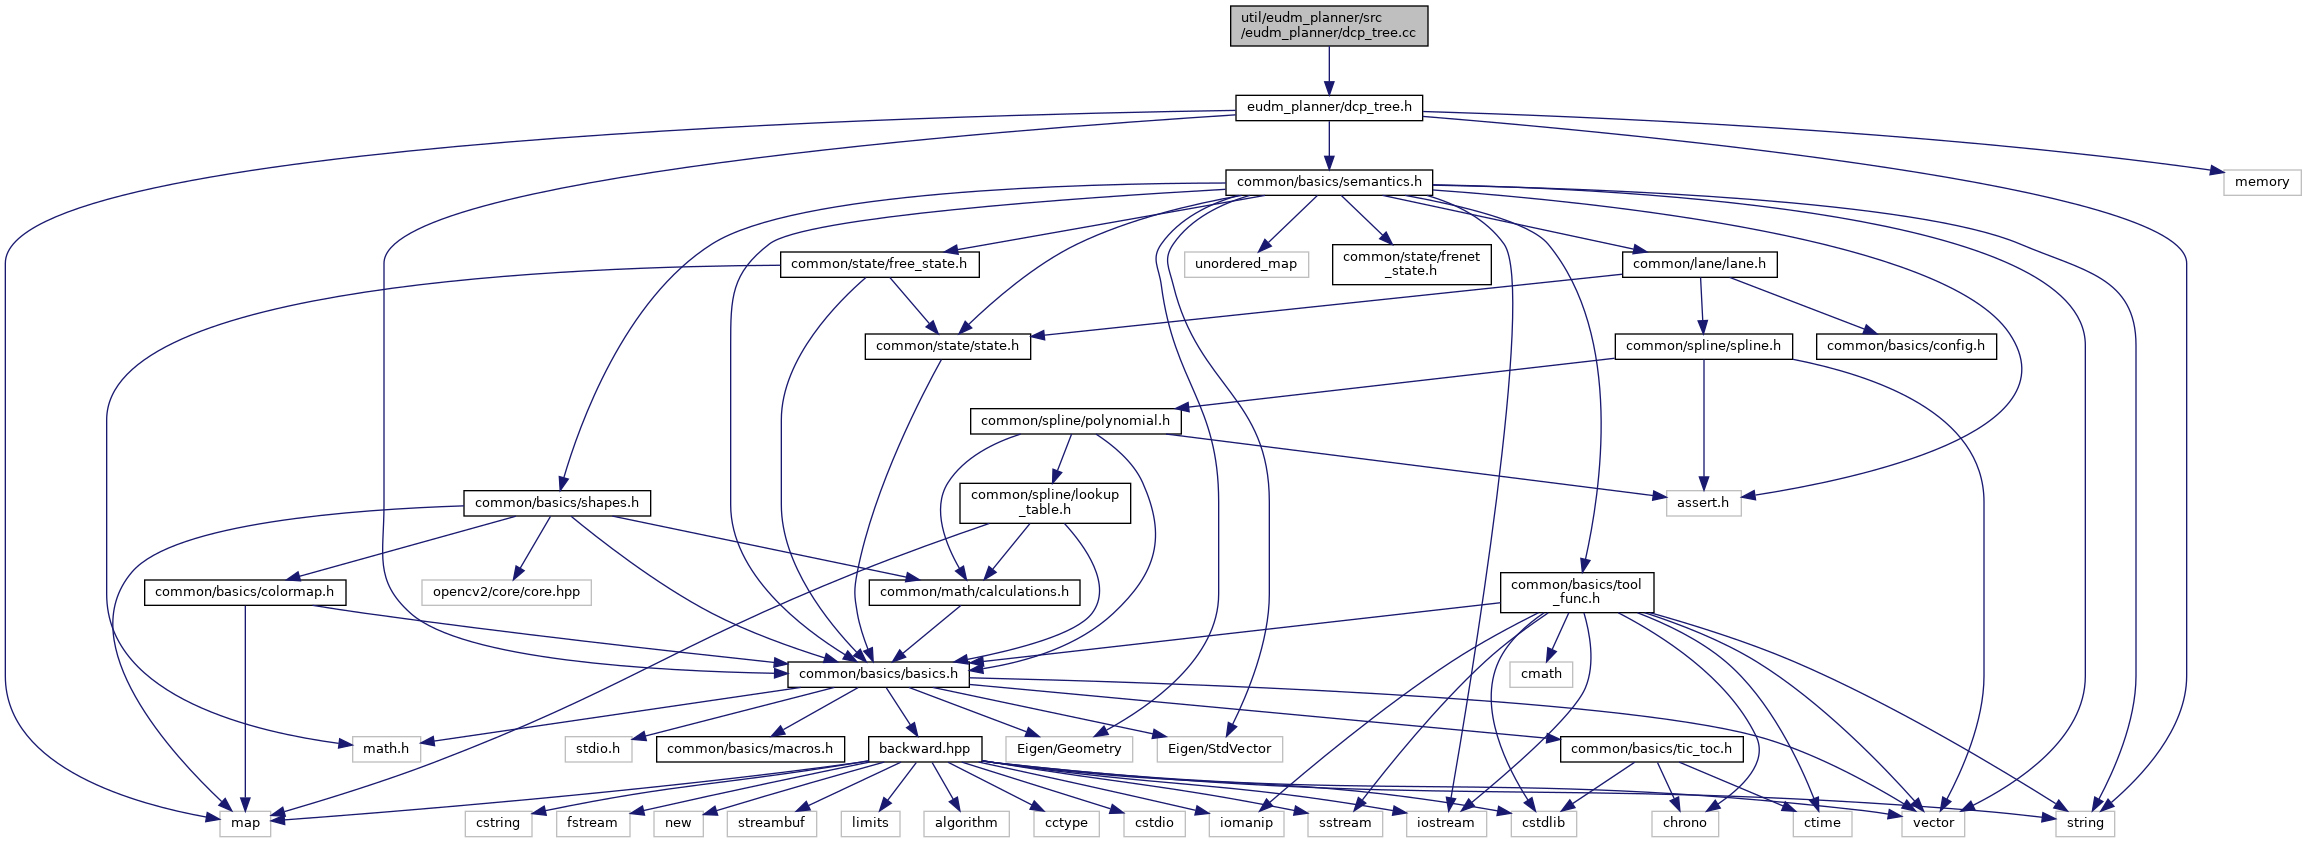 util/eudm_planner/src
/eudm_planner/dcp_tree.cc
eudm_planner/dcp_tree.h
common/basics/semantics.h
memory
common/state/free_state.h
unordered_map
common/state/frenet
_state.h
common/lane/lane.h
common/state/state.h
common/spline/spline.h
common/basics/config.h
common/spline/polynomial.h
common/basics/shapes.h
common/spline/lookup
_table.h
assert.h
common/basics/colormap.h
opencv2/core/core.hpp
common/math/calculations.h
common/basics/tool
_func.h
common/basics/basics.h
cmath
math.h
stdio.h
common/basics/macros.h
backward.hpp
Eigen/Geometry
Eigen/StdVector
common/basics/tic_toc.h
map
cstring
fstream
new
streambuf
limits
algorithm
cctype
cstdio
iomanip
sstream
iostream
cstdlib
chrono
ctime
vector
string